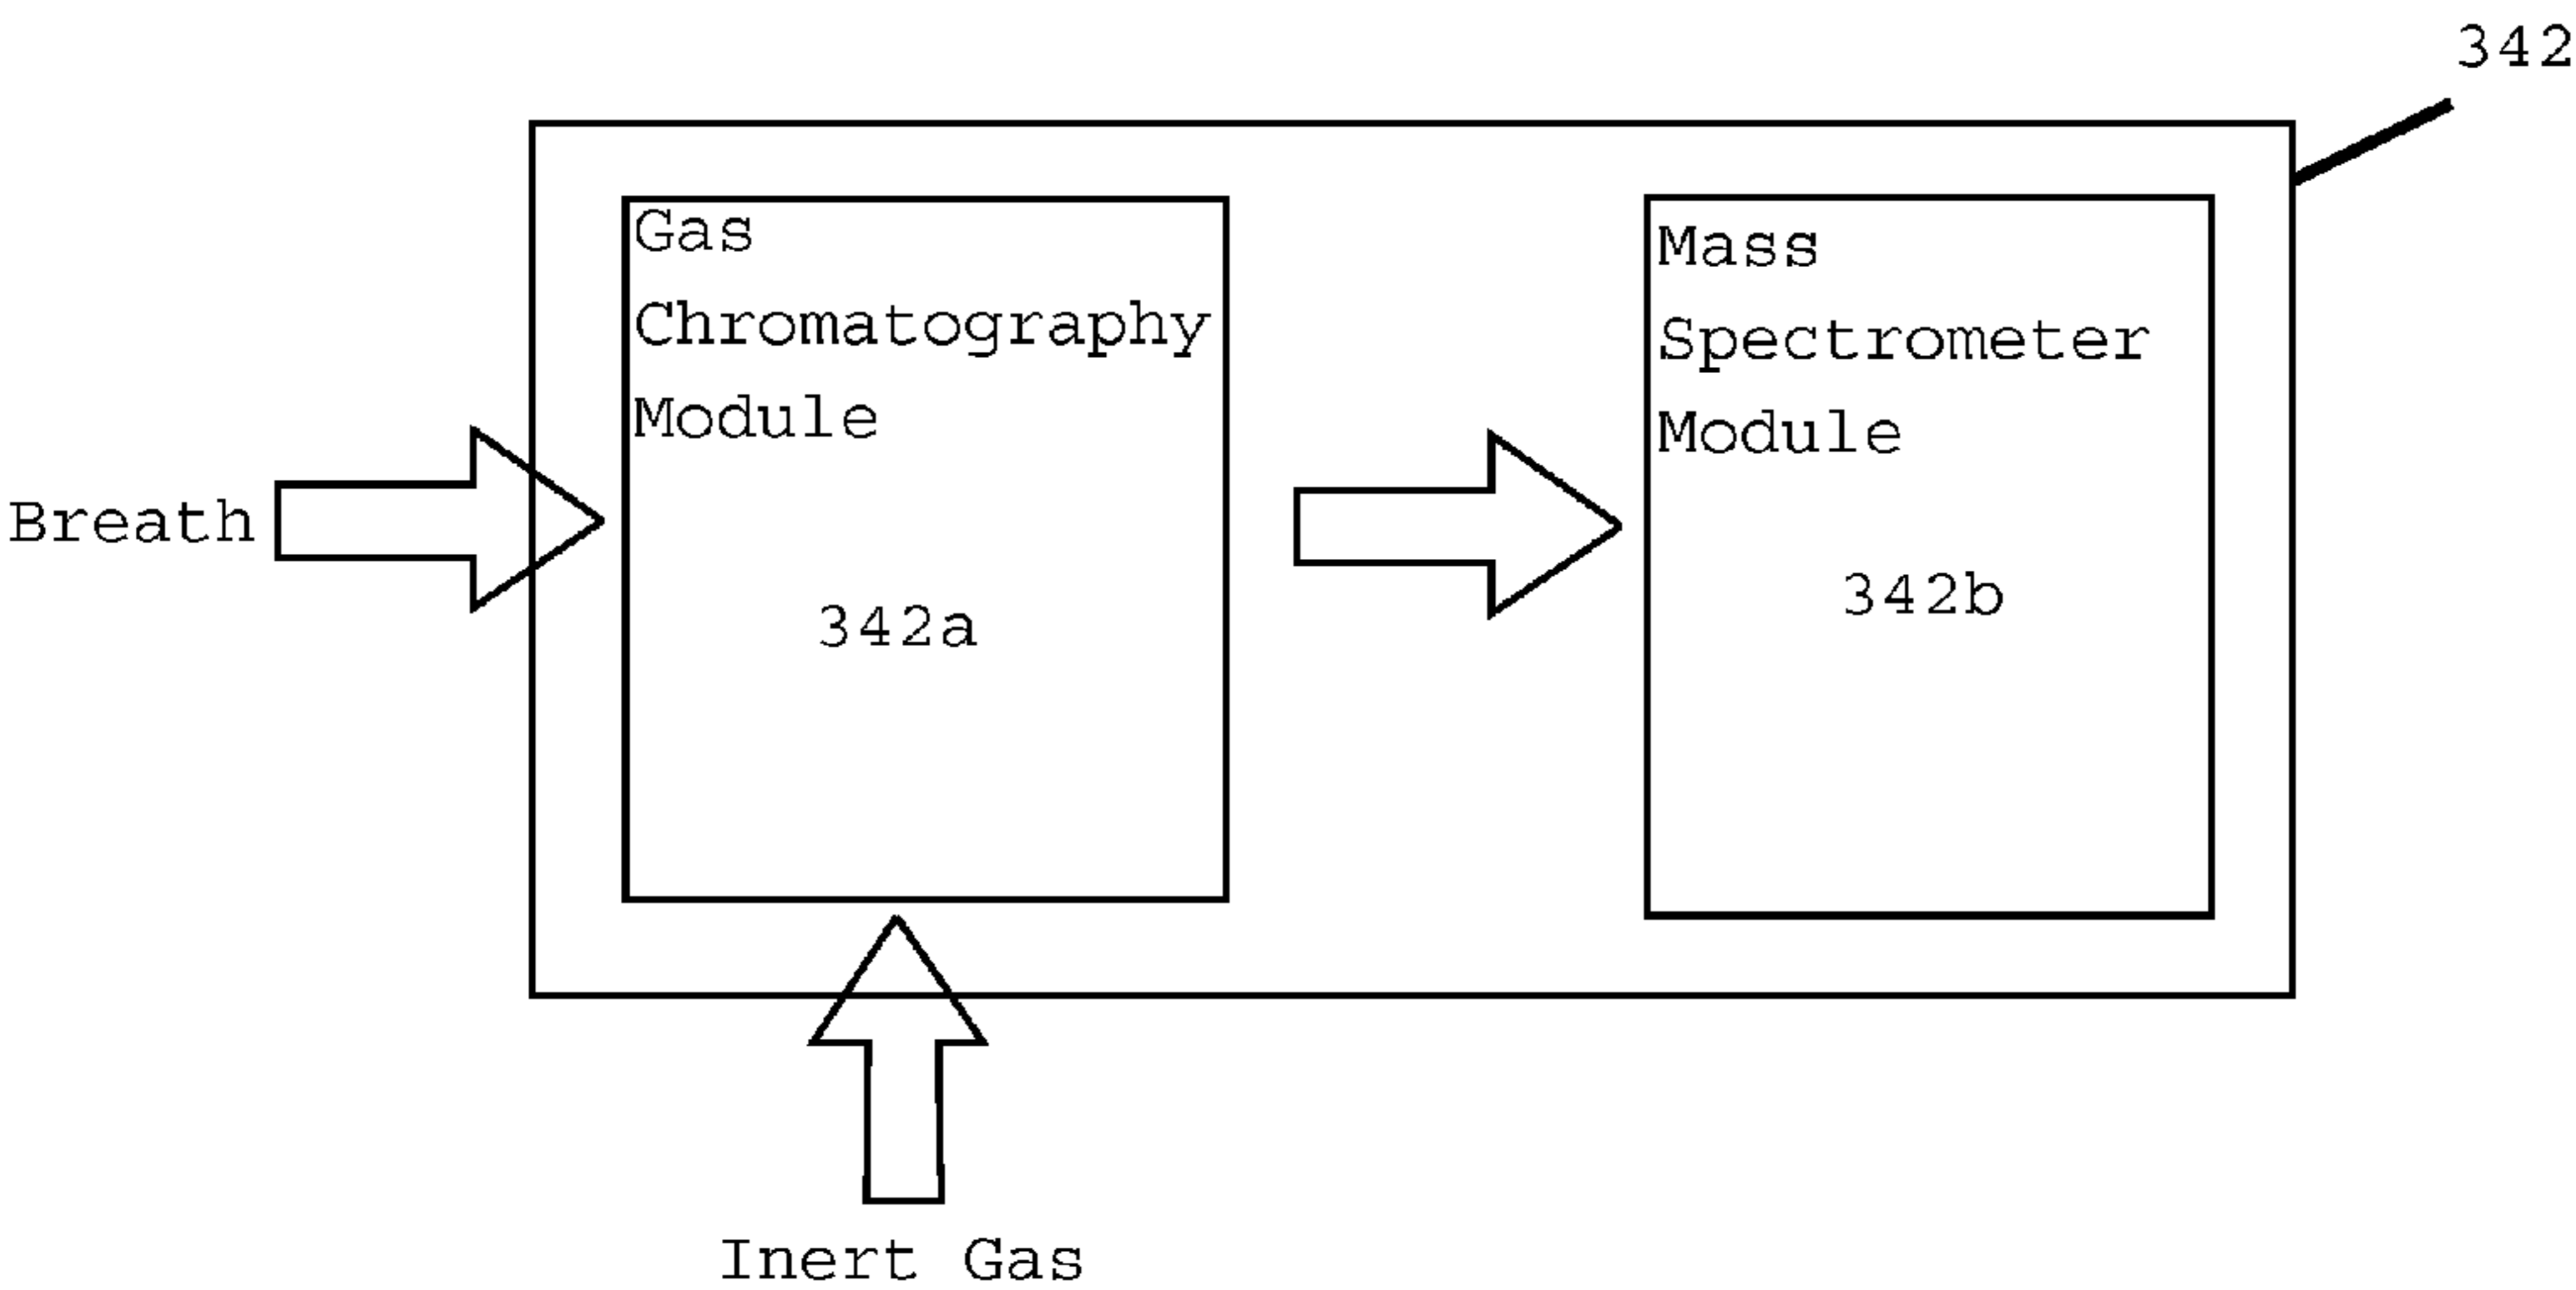 342
Gas
Chromatography
Module
342a
Mass
Spectrometer
Module
342b
Breath
Inert Gas